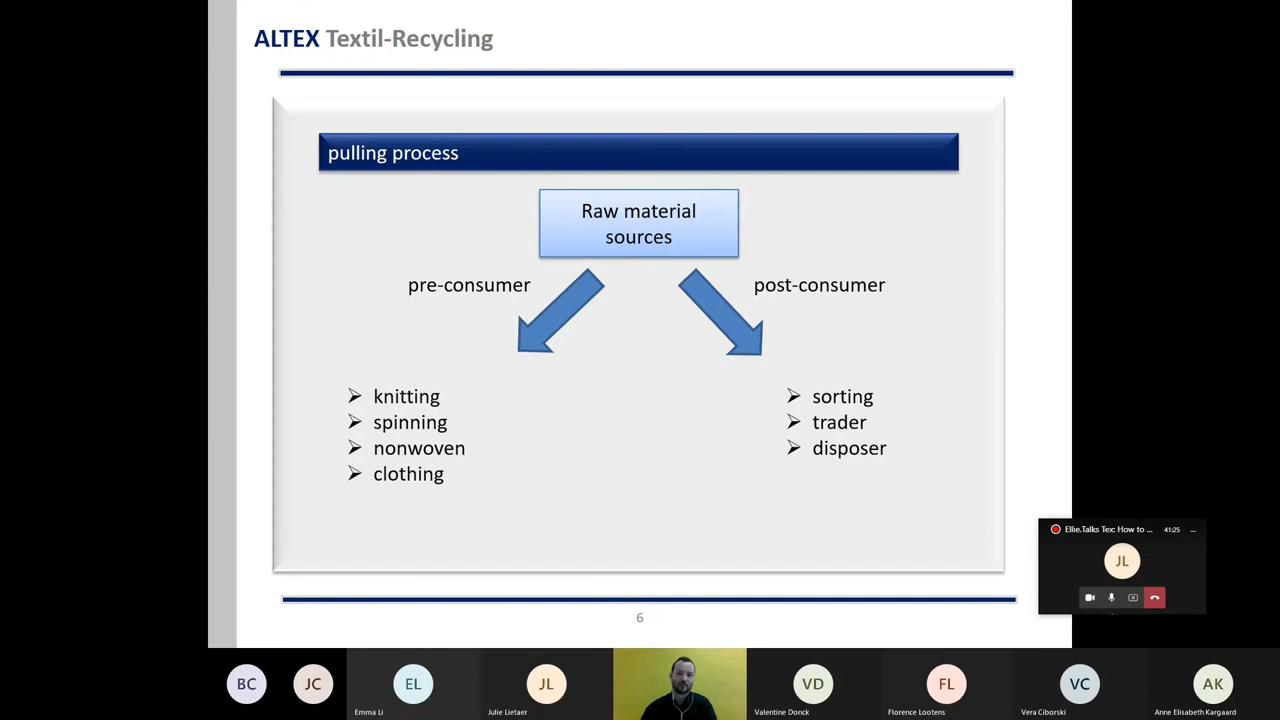 ALTEX Textil-Recycling
pulling process
Raw material
sources
pre-consumer
post-consumer
knitting
spinning
nonwoven
clothing
sorting
trader
disposer
Ellie.Talks Tex: How to ...
41:25
JL
6
BC
JC
EL
Emma Li
JL
Julie Lietaer
VD
Valentine Donck
FL
Florence Lootens
VC
Vera Ciborski
AK
Anne Elisabeth Kargaard